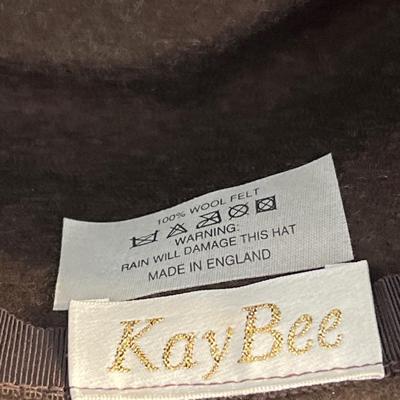 100% WOOL FELT
WARNING:
RAIN WILL DAMAGE THIS HAT
MADE IN ENGLAND
KayBee